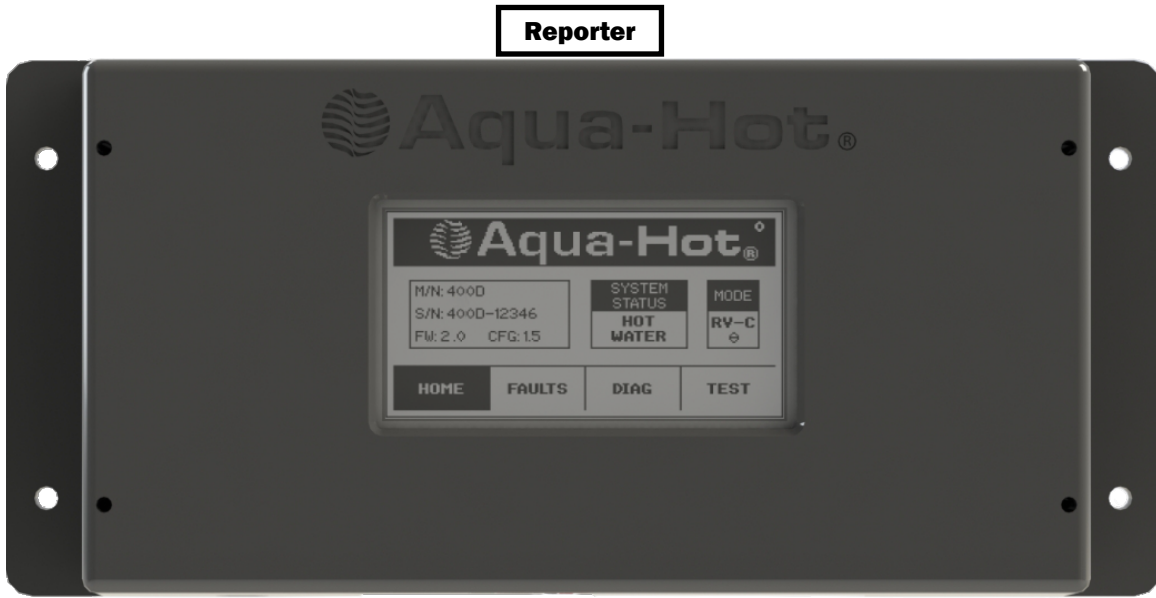 Reporter
Aqua-Hot®
Aqua-Hot®
M/N: 400D
S/N: 400D-12346
FW: 2.0 CFG: 1.5
SYSTEM
STATUS
HOT
WATER
MODE
RV-C
HOME FAULTS DIAG TEST